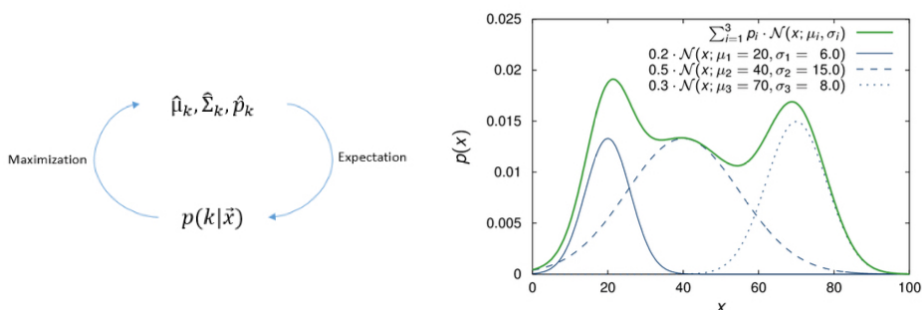 μ̂ₖ, Σ̂ₖ, p̂ₖ
Maximization
Expectation
p(k|x⃗)
0.025
0.02
0.015
0.01
0.005
0
p(x)
∑³ᵢ₌₁ pᵢ · 𝒩(x; μᵢ, σᵢ)
0.2 · 𝒩(x; μ₁ = 20, σ₁ = 6.0)
0.5 · 𝒩(x; μ₂ = 40, σ₂ = 15.0)
0.3 · 𝒩(x; μ₃ = 70, σ₃ = 8.0)
0 20 40 60 80 100
x